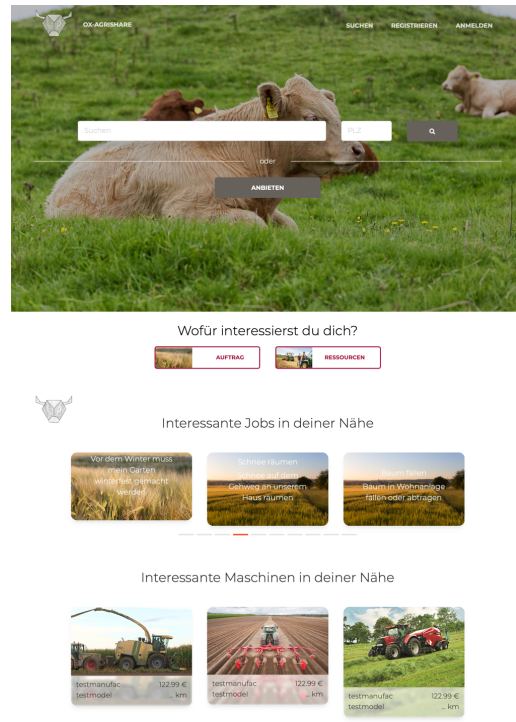 OX-AGRISHARE
SUCHEN REGISTRIEREN ANMELDEN
Suchen PLZ
oder
ANBIETEN
Wofür interessierst du dich?
AUFTRAG RESSOURCEN
Interessante Jobs in deiner Nähe
Vor dem Winter muss
mein Garten
winterfest gemacht
werden
Schnee räumen
Schnee auf dem
Gehweg an unserem
Haus räumen
Baum fällen
Baum in Wohnanlage
fällen oder abtragen
Interessante Maschinen in deiner Nähe
testmanufac 122.99 €
testmodel ... km
testmanufac 122.99 €
testmodel ... km
testmanufac 122.99 €
testmodel ... km